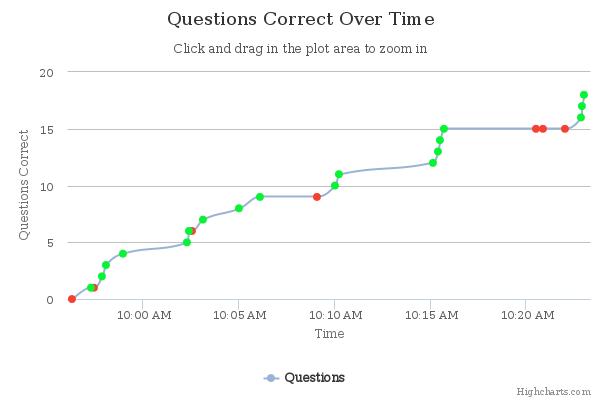 Questions Correct Over Time
Click and drag in the plot area to zoom in
Questions Correct
20
15
10
5
0
10:00 AM 10:05 AM 10:10 AM 10:15 AM 10:20 AM
Time
Questions
Highcharts.com